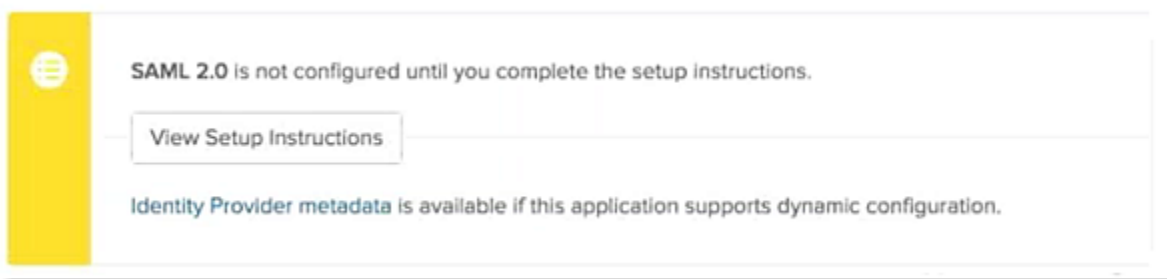 SAML 2.0 is not configured until you complete the setup instructions.
View Setup Instructions
Identity Provider metadata is available if this application supports dynamic configuration.